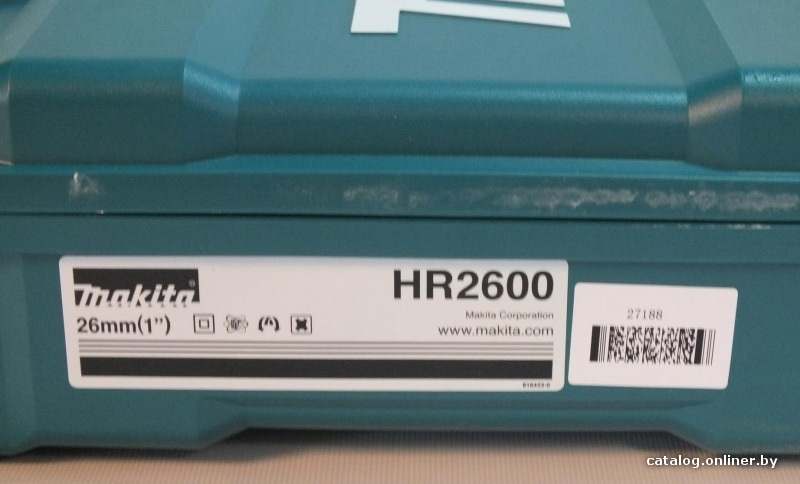 makita
HR2600
26mm(1")
Makita Corporation
www.makita.com
27188
catalog.onliner.by